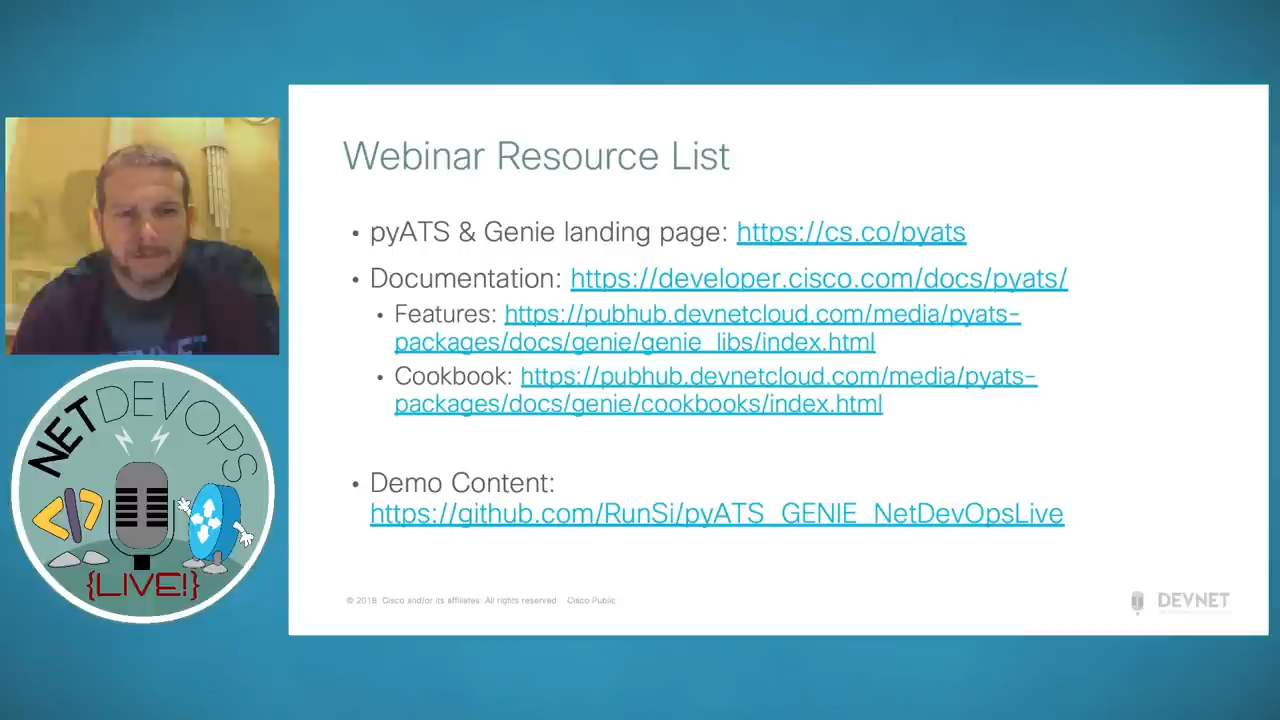 Webinar Resource List
• pyATS & Genie landing page: https://cs.co/pyats
• Documentation: https://developer.cisco.com/docs/pyats/
• Features: https://pubhub.devnetcloud.com/media/pyats-
packages/docs/genie/genie_libs/index.html
• Cookbook: https://pubhub.devnetcloud.com/media/pyats-
packages/docs/genie/cookbooks/index.html
• Demo Content:
https://github.com/RunSi/pyATS_GENIE_NetDevOpsLive
© 2018 Cisco and/or its affiliates. All rights reserved. Cisco Public
DEVNET
NETDEVOPS
</>
{LIVE!}